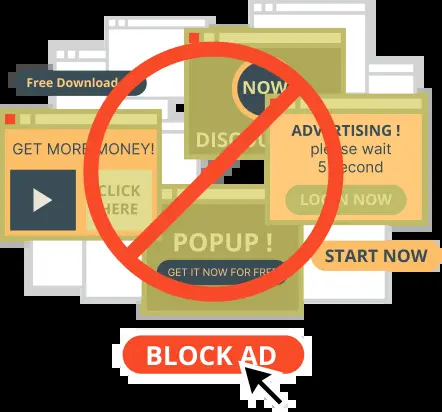 Free Download
NOW
DISCOU
ADVERTISING !
please wait
5 second
LOGIN NOW
GET MORE MONEY!
CLICK
HERE
POPUP !
GET IT NOW FOR FREE
START NOW
BLOCK AD